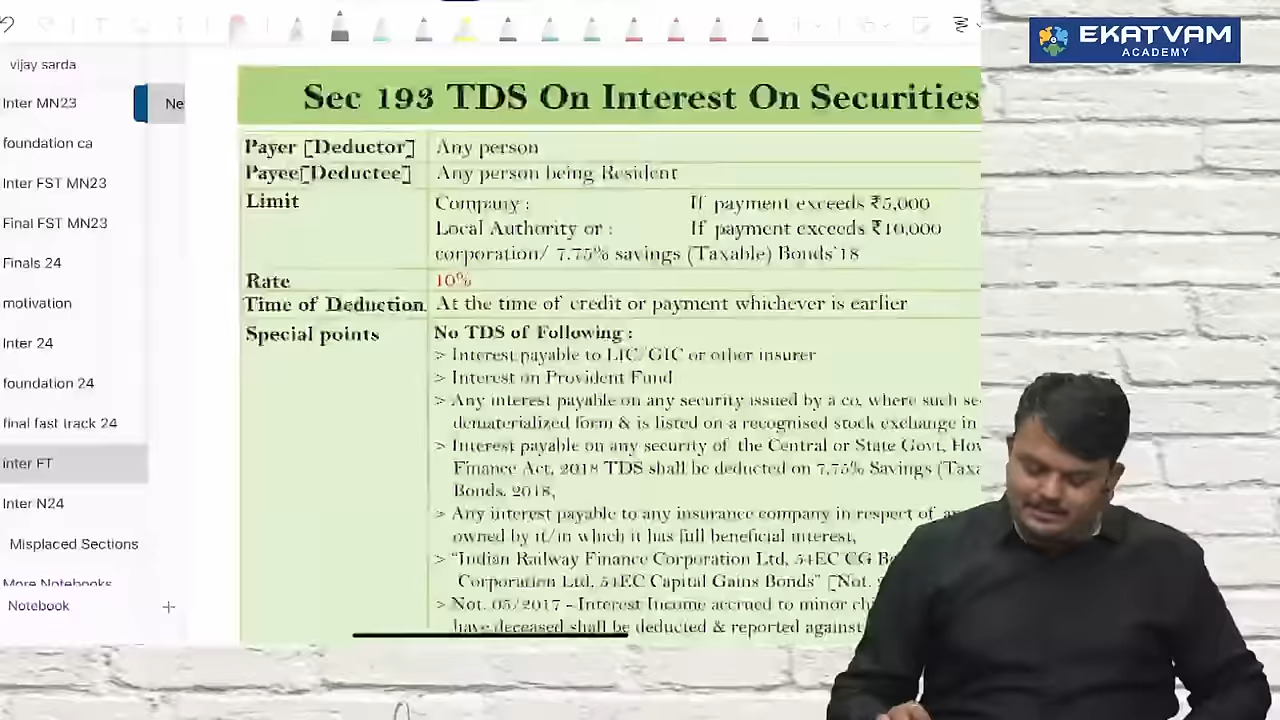 EKATVAM
ACADEMY
vijay sarda
Inter MN23
Ne
foundation ca
Inter FST MN23
Final FST MN23
Finals 24
motivation
Inter 24
foundation 24
final fast track 24
inter FT
Inter N24
Misplaced Sections
More Notebooks
Notebook
Sec 193 TDS On Interest On Securities
Payer [Deductor] Any person
Payee[Deductee] Any person being Resident
Limit Company : If payment exceeds ₹5,000
Local Authority or : If payment exceeds ₹10,000
corporation/ 7.75% savings (Taxable) Bonds'18
Rate 10%
Time of Deduction At the time of credit or payment whichever is earlier
Special points No TDS of Following :
> Interest payable to LIC/GIC or other insurer
> Interest on Provident Fund
> Any interest payable on any security issued by a co, where such se
dematerialized form & is listed on a recognised stock exchange in
> Interest payable on any security of the Central or State Govt, How
Finance Act, 2018 TDS shall be deducted on 7.75% Savings (Taxa
Bonds, 2018,
> Any interest payable to any insurance company in respect of
owned by it/in which it has full beneficial interest,
> "Indian Railway Finance Corporation Ltd, 54EC CG B
Corporation Ltd, 54EC Capital Gains Bonds" [Not.
> Not. 05/2017 - Interest Income accrued to minor chi
have deceased shall be deducted & reported against